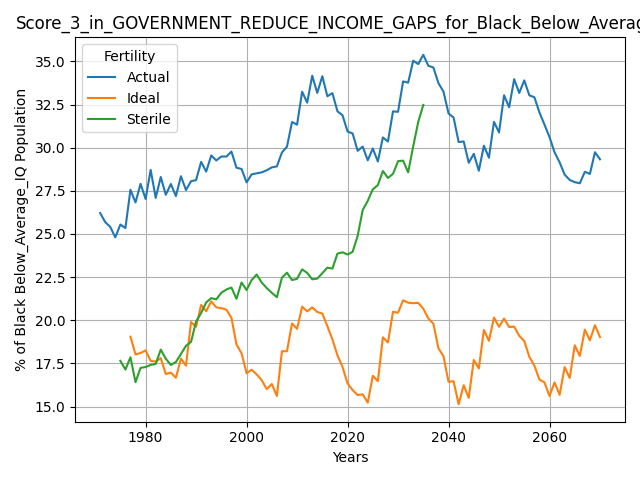 Score_3_in_GOVERNMENT_REDUCE_INCOME_GAPS_for_Black_Below_Averag
Fertility
Actual
Ideal
Sterile
% of Black Below_Average_IQ Population
35.0
32.5
30.0
27.5
25.0
22.5
20.0
17.5
15.0
1980
2000
2020
2040
2060
Years